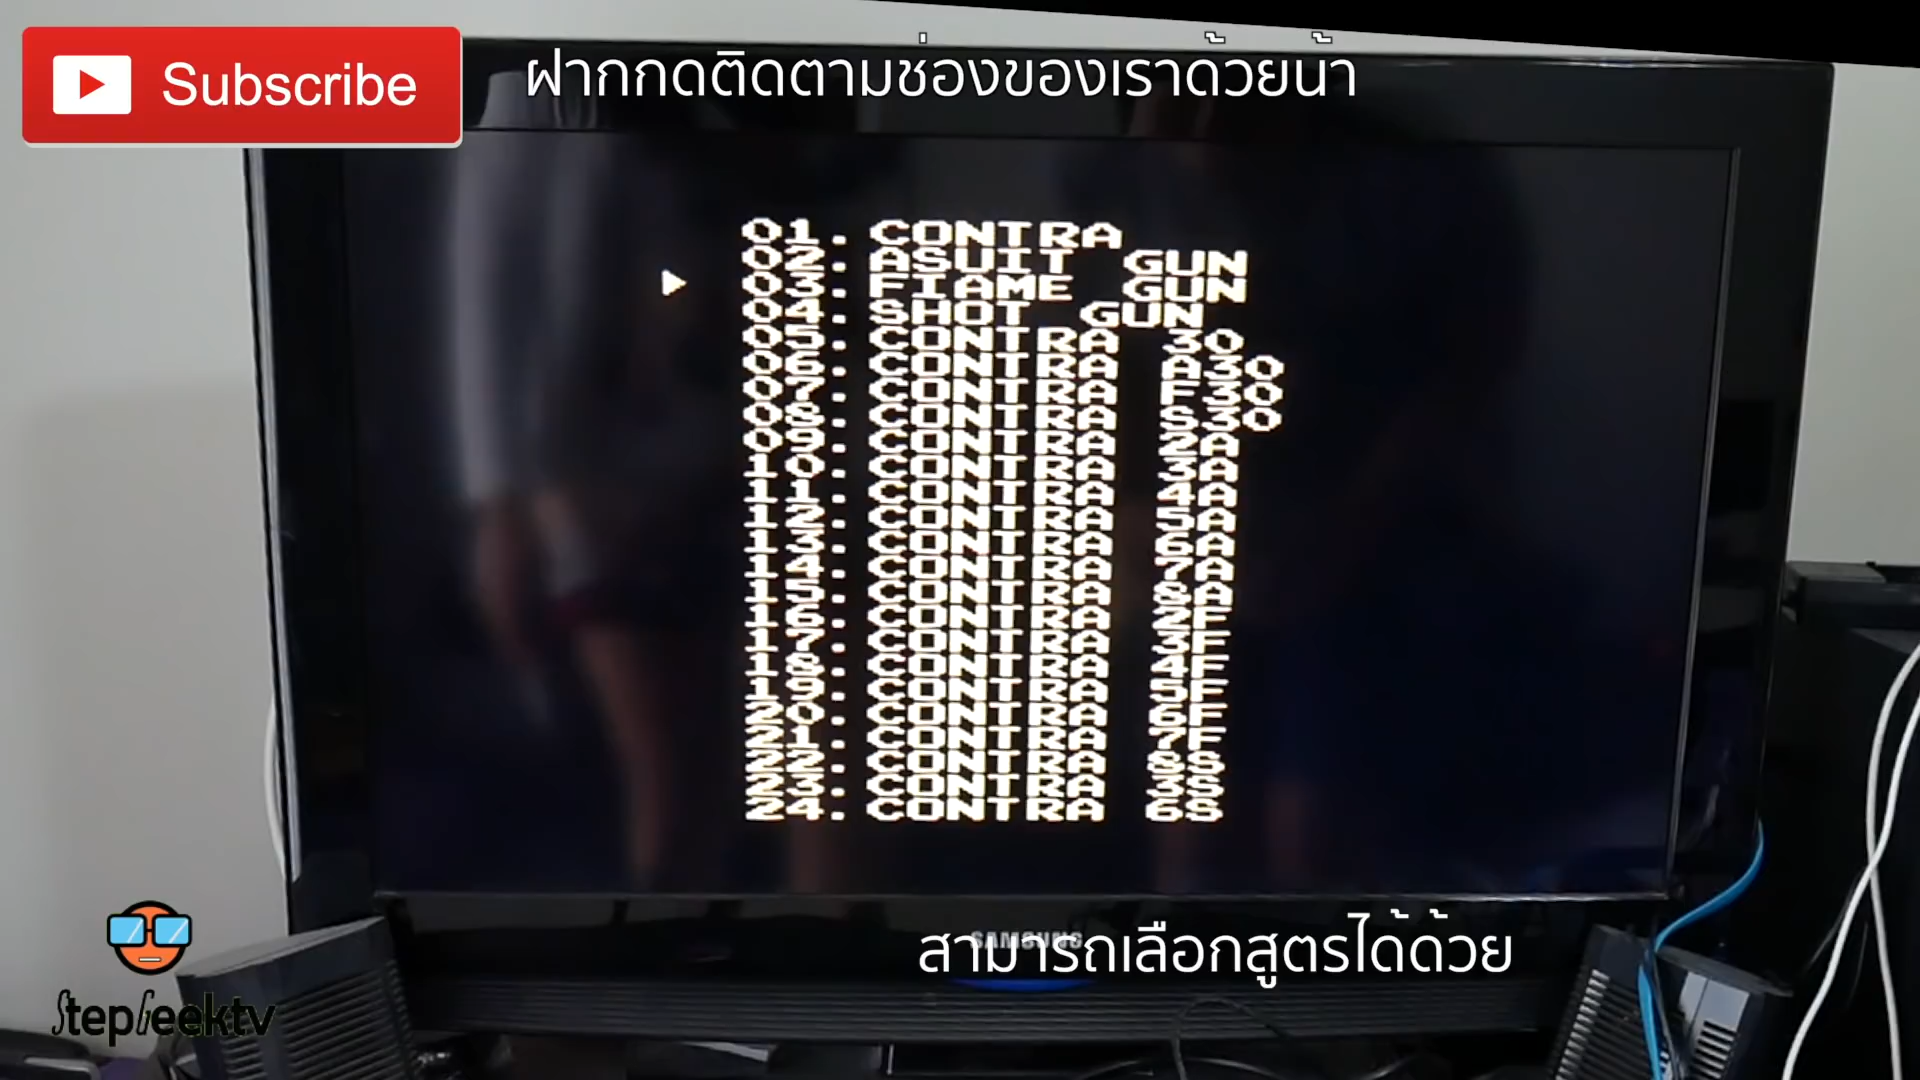 Subscribe
ฝากกดติดตามช่องของเราด้วยน้า
01. CONTRA
02. ASUIT GUN
03. FIAME GUN
04. SHOT GUN
05. CONTRA 30
06. CONTRA A30
07. CONTRA F30
08. CONTRA S30
09. CONTRA 2A
10. CONTRA 3A
11. CONTRA 4A
12. CONTRA 5A
13. CONTRA 6A
14. CONTRA 7A
15. CONTRA 8A
16. CONTRA 2F
17. CONTRA 3F
18. CONTRA 4F
19. CONTRA 5F
20. CONTRA 6F
21. CONTRA 7F
22. CONTRA 8S
23. CONTRA 3S
24. CONTRA 6S
SAMSUNG
สามารถเลือกสูตรได้ด้วย
StepGeektv